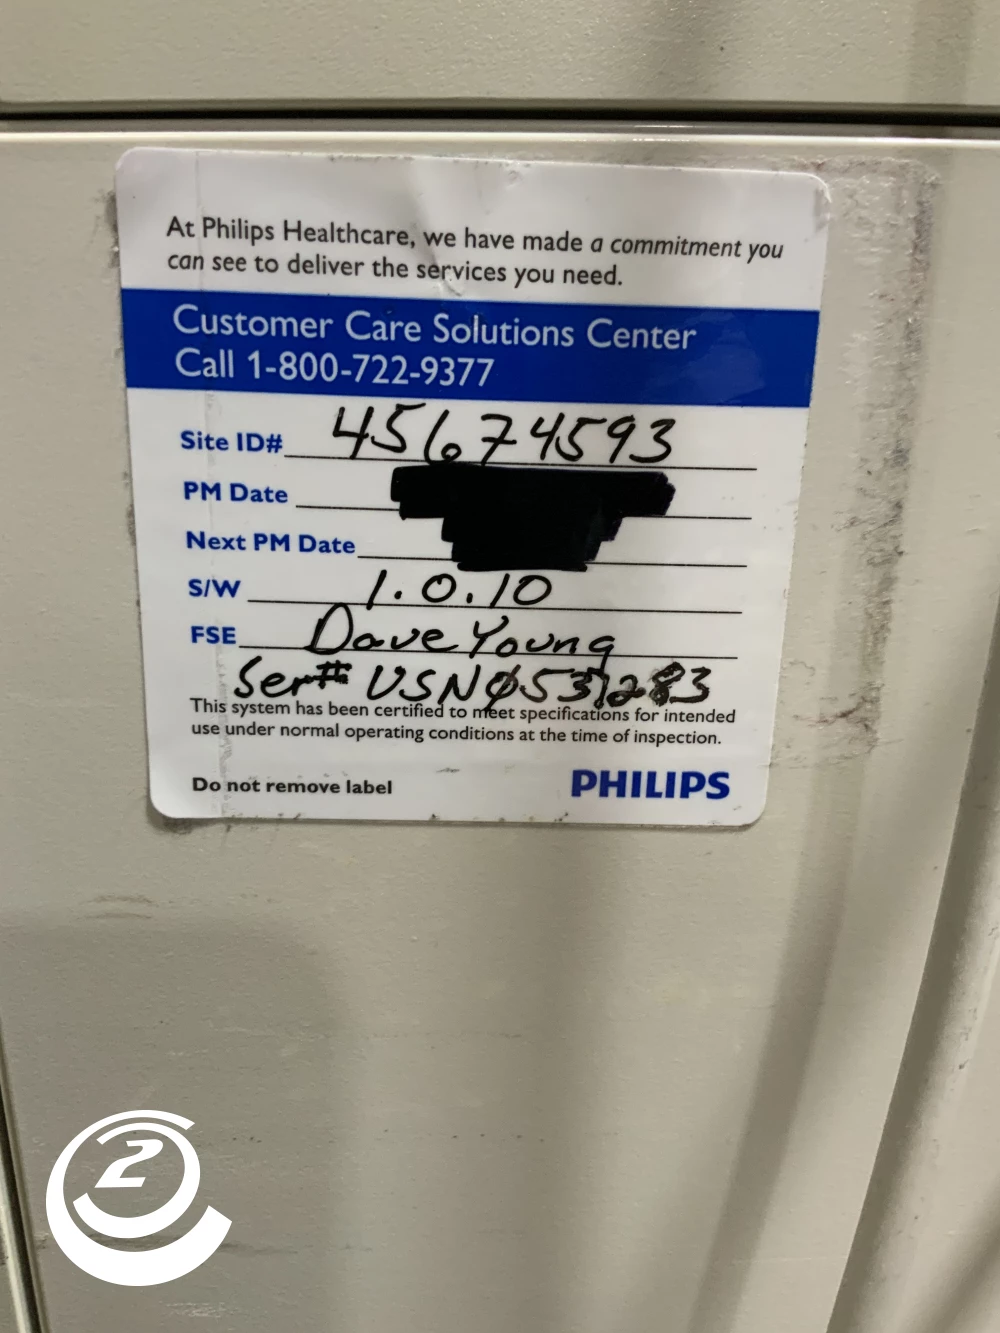 At Philips Healthcare, we have made a commitment you
can see to deliver the services you need.
Customer Care Solutions Center
Call 1-800-722-9377
Site ID# 45674593
PM Date
Next PM Date
S/W 1.0.10
FSE Dave Young
Ser# USNØ531283
This system has been certified to meet specifications for intended
use under normal operating conditions at the time of inspection.
Do not remove label
PHILIPS
2